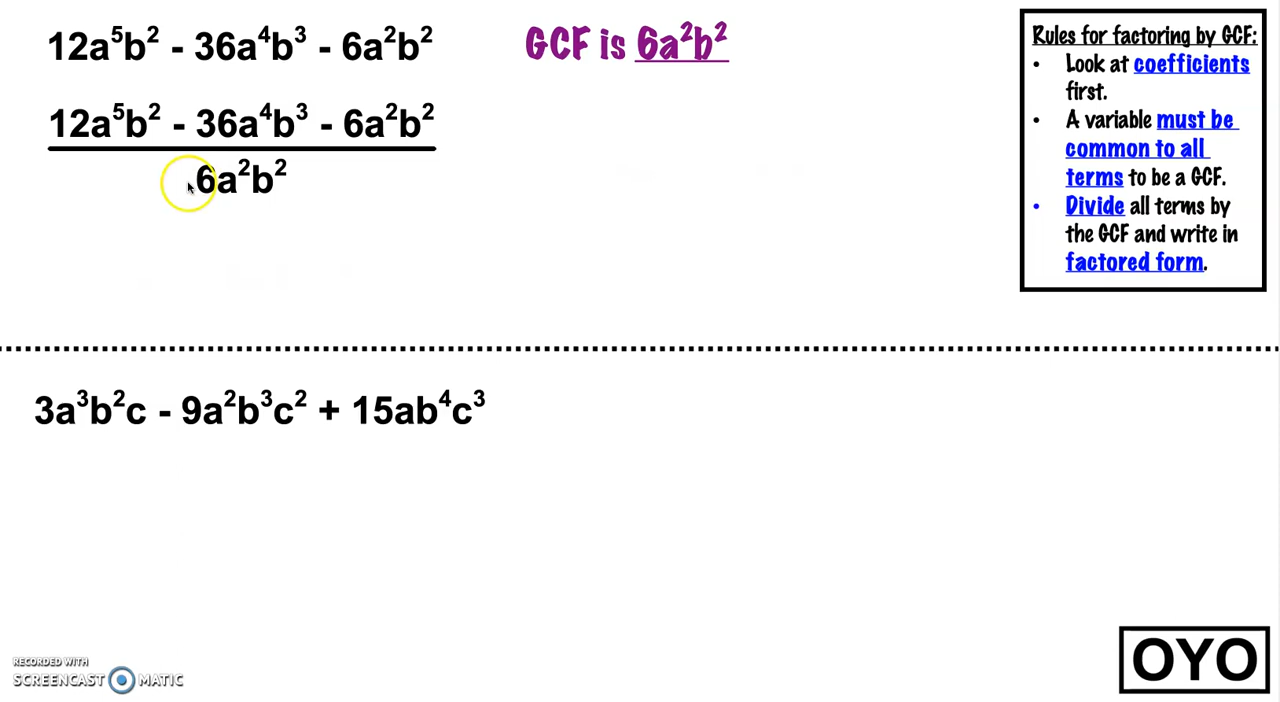 12a⁵b² - 36a⁴b³ - 6a²b²
GCF is 6a²b²
12a⁵b² - 36a⁴b³ - 6a²b²
6a²b²
Rules for factoring by GCF:
• Look at coefficients
first.
• A variable must be
common to all
terms to be a GCF.
• Divide all terms by
the GCF and write in
factored form.
3a³b²c - 9a²b³c² + 15ab⁴c³
OYO
RECORDED WITH
SCREENCAST MATIC